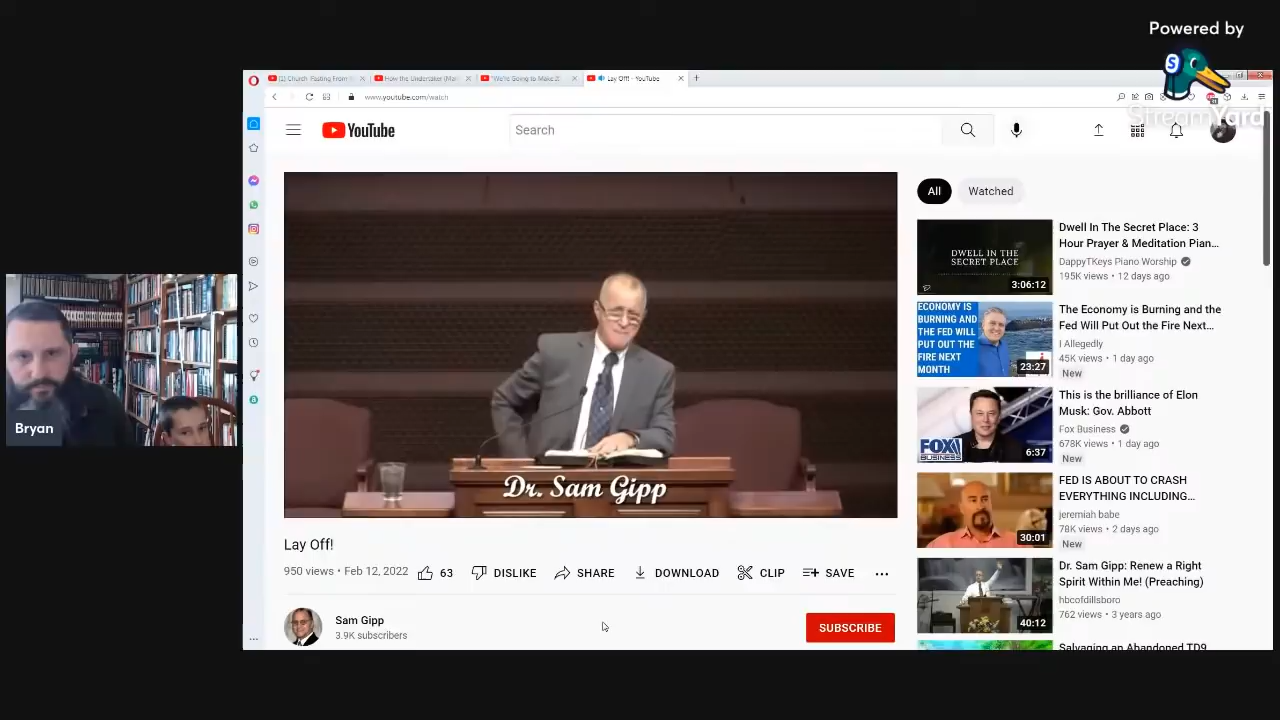 Powered by
StreamYard
Lay Off! - YouTube
www.youtube.com/watch
YouTube
Search
All
Watched
Dr. Sam Gipp
DWELL IN THE
SECRET PLACE
3:06:12
Dwell In The Secret Place: 3
Hour Prayer & Meditation Pian...
DappyTKeys Piano Worship
195K views • 12 days ago
ECONOMY IS
BURNING AND
THE FED WILL
PUT OUT THE
FIRE NEXT
MONTH
23:27
The Economy is Burning and the
Fed Will Put Out the Fire Next...
I Allegedly
45K views • 1 day ago
New
FOX
BUSINESS
6:37
This is the brilliance of Elon
Musk: Gov. Abbott
Fox Business
678K views • 1 day ago
New
30:01
FED IS ABOUT TO CRASH
EVERYTHING INCLUDING...
jeremiah babe
78K views • 2 days ago
New
40:12
Dr. Sam Gipp: Renew a Right
Spirit Within Me! (Preaching)
hbcofdillsboro
762 views • 3 years ago
Salvaging an Abandoned TD9
Bryan
Lay Off!
950 views • Feb 12, 2022
63
DISLIKE
SHARE
DOWNLOAD
CLIP
SAVE
Sam Gipp
3.9K subscribers
SUBSCRIBE